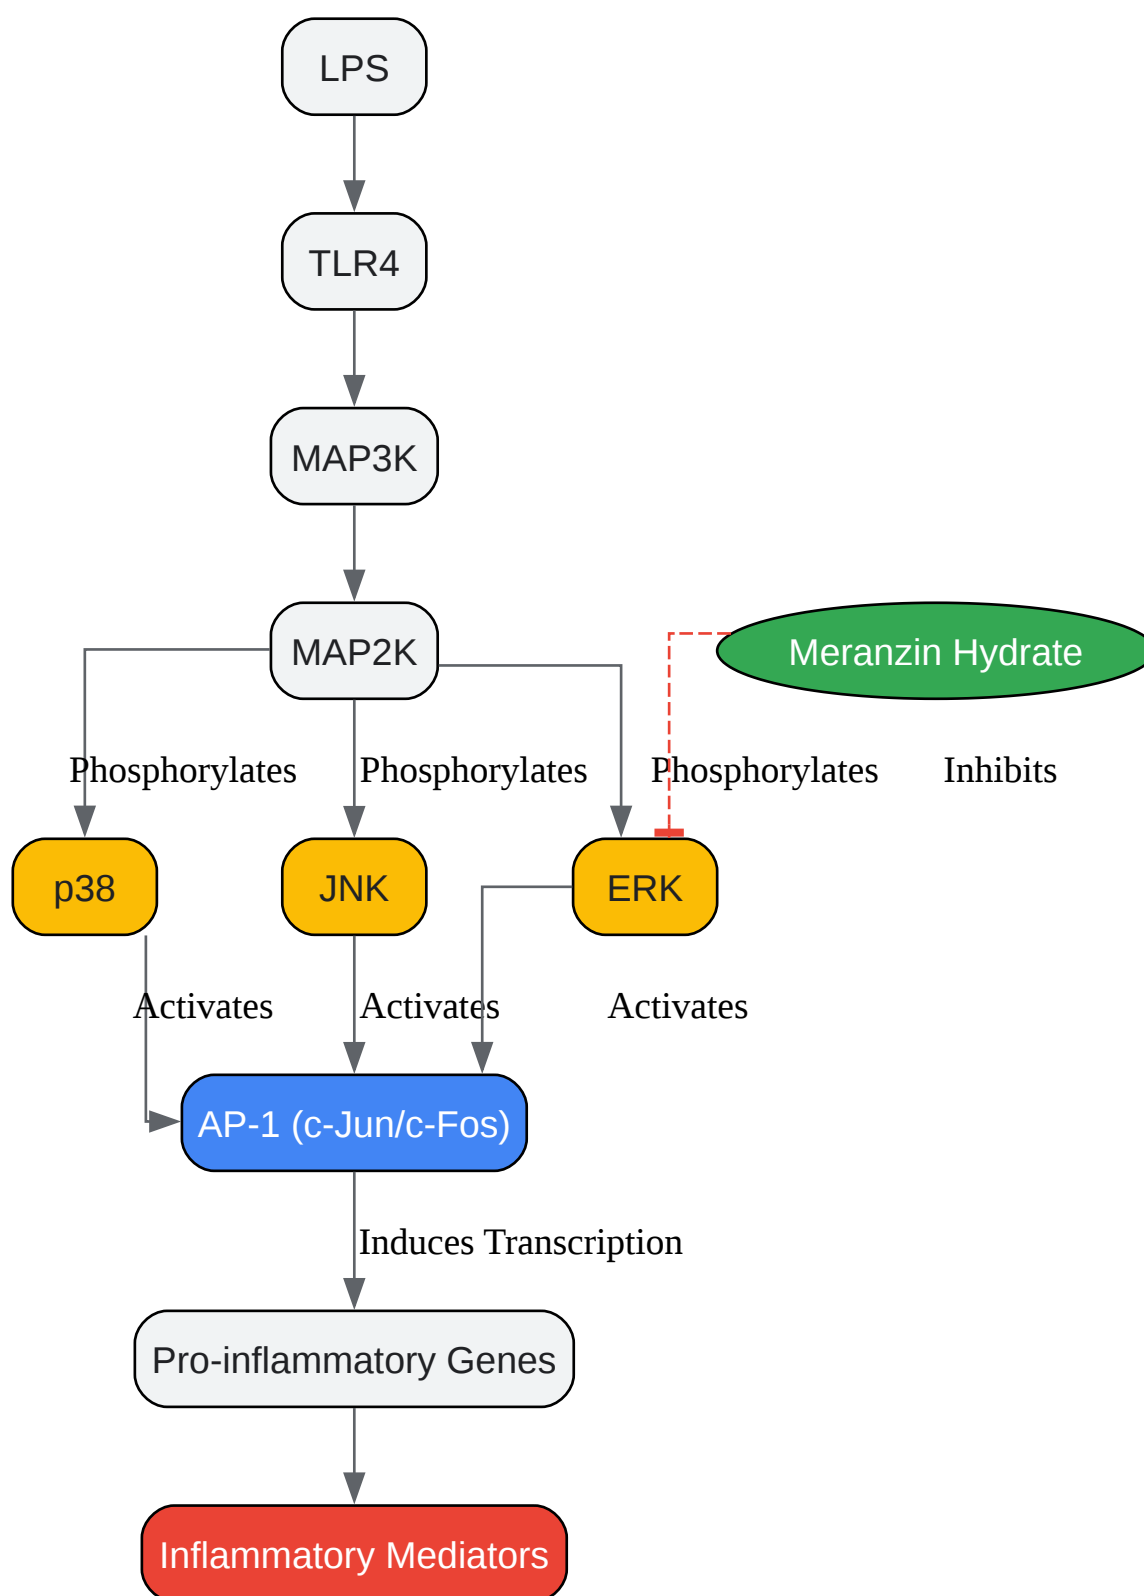 LPS
TLR4
MAP3K
MAP2K
Meranzin Hydrate
Phosphorylates
Phosphorylates
Phosphorylates
Inhibits
p38
JNK
ERK
Activates
Activates
Activates
AP-1 (c-Jun/c-Fos)
Induces Transcription
Pro-inflammatory Genes
Inflammatory Mediators